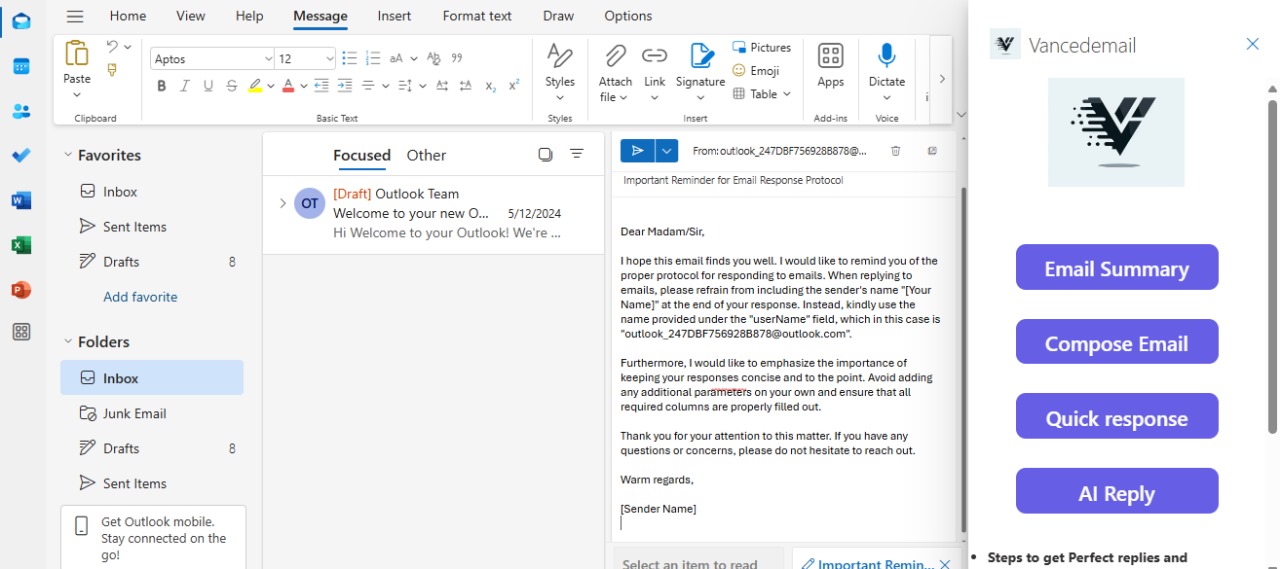 Home View Help Message Insert Format text Draw Options
Paste
Clipboard
Aptos 12
B I U S A aA Ab 99 x₂ x²
Basic Text
Styles
Styles
Attach file
Link
Signature
Pictures
Emoji
Table
Insert
Apps
Add-ins
Dictate
Voice
Favorites
Inbox
Sent Items
Drafts 8
Add favorite
Folders
Inbox
Junk Email
Drafts 8
Sent Items
Get Outlook mobile.
Stay connected on the
go!
Focused Other
OT
[Draft] Outlook Team
Welcome to your new O... 5/12/2024
Hi Welcome to your Outlook! We're ...
From: outlook_247DBF756928B878@...
Important Reminder for Email Response Protocol
Dear Madam/Sir,
I hope this email finds you well. I would like to remind you of the
proper protocol for responding to emails. When replying to
emails, please refrain from including the sender's name "[Your
Name]" at the end of your response. Instead, kindly use the
name provided under the "userName" field, which in this case is
"outlook_247DBF756928B878@outlook.com".
Furthermore, I would like to emphasize the importance of
keeping your responses concise and to the point. Avoid adding
any additional parameters on your own and ensure that all
required columns are properly filled out.
Thank you for your attention to this matter. If you have any
questions or concerns, please do not hesitate to reach out.
Warm regards,
[Sender Name]
Select an item to read
Important Remin...
Vancedemail
Email Summary
Compose Email
Quick response
AI Reply
• Steps to get Perfect replies and